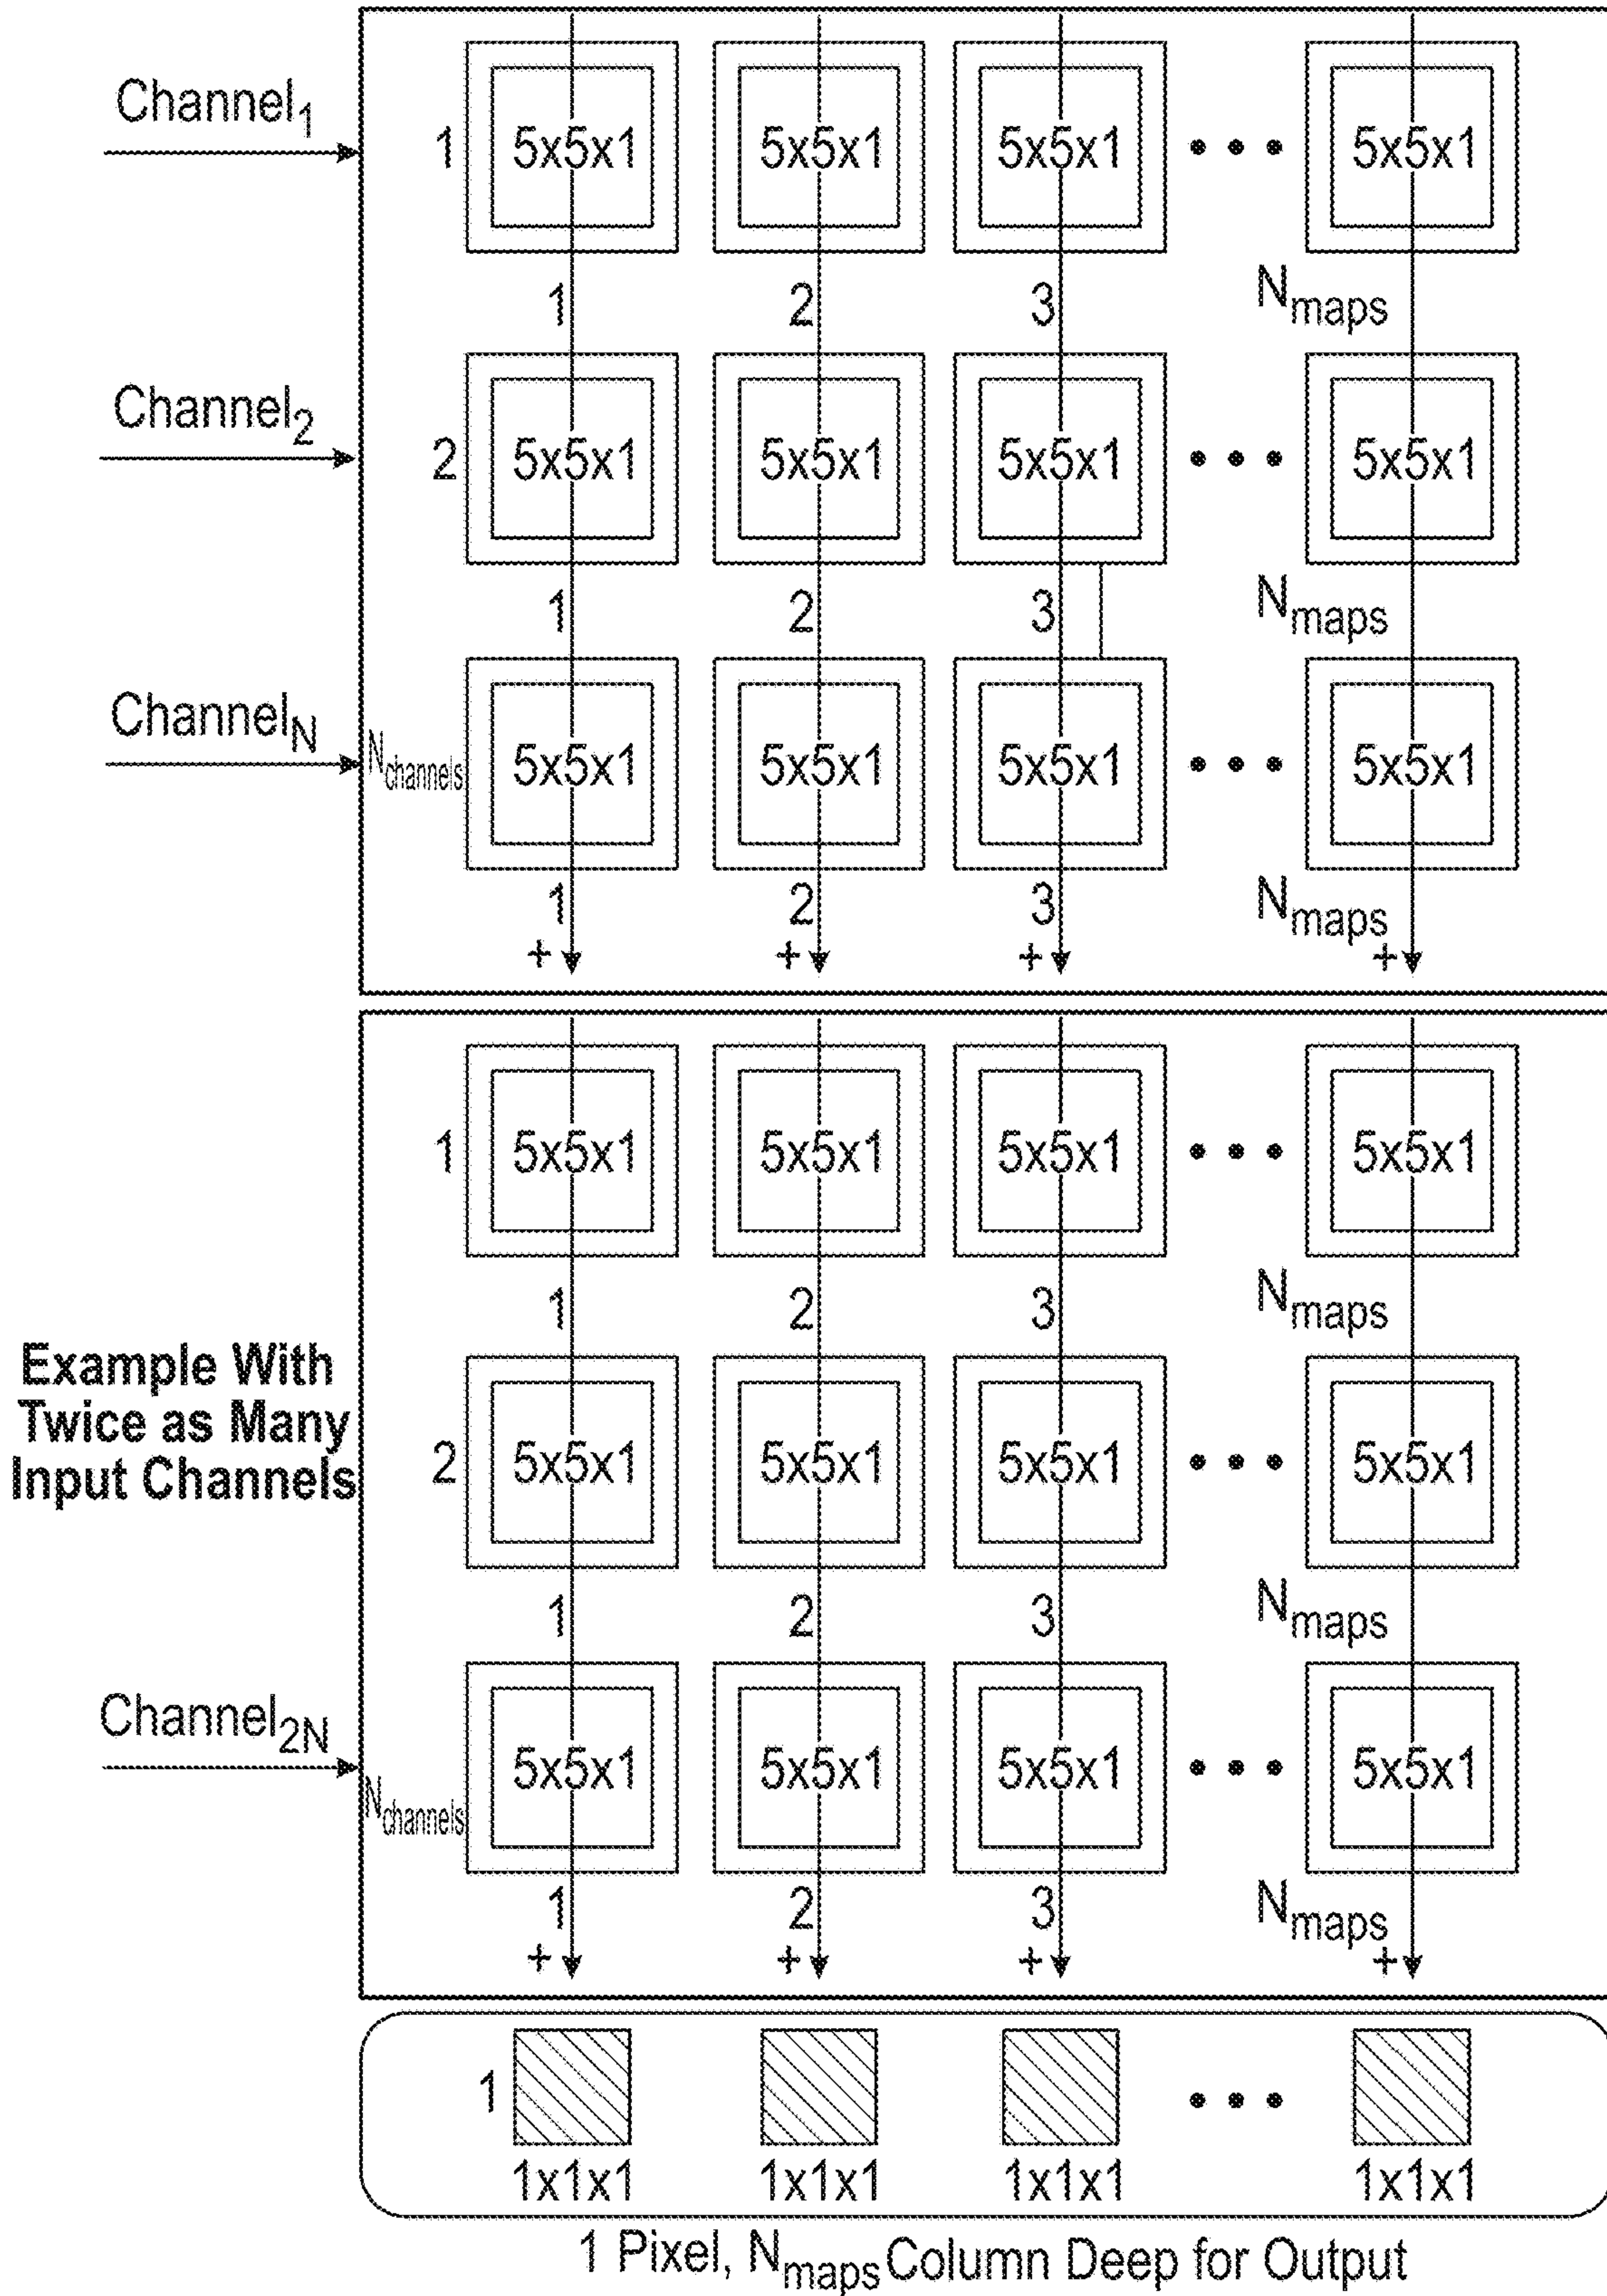 Channel1
1 5x5x1 5x5x1 5x5x1 ••• 5x5x1
1 2 3 Nmaps
Channel2
2 5x5x1 5x5x1 5x5x1 ••• 5x5x1
1 2 3 Nmaps
ChannelN
Nchannels 5x5x1 5x5x1 5x5x1 ••• 5x5x1
1 2 3 Nmaps
+ + + +
1 5x5x1 5x5x1 5x5x1 ••• 5x5x1
1 2 3 Nmaps
Example With
Twice as Many
Input Channels
2 5x5x1 5x5x1 5x5x1 ••• 5x5x1
1 2 3 Nmaps
Channel2N
Nchannels 5x5x1 5x5x1 5x5x1 ••• 5x5x1
1 2 3 Nmaps
+ + + +
1 •••
1x1x1 1x1x1 1x1x1 1x1x1
1 Pixel, Nmaps Column Deep for Output